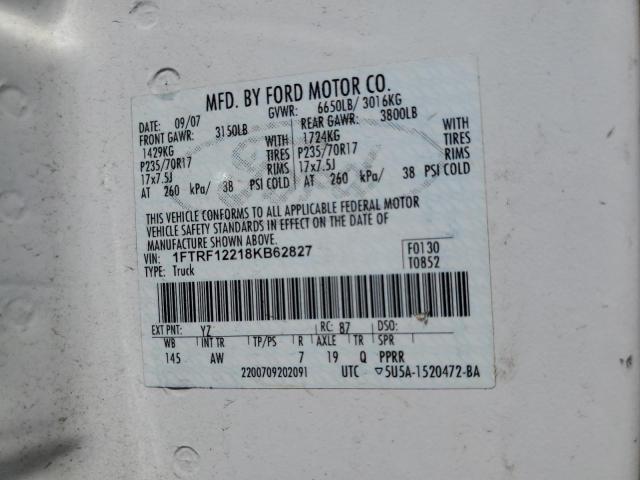 MFD. BY FORD MOTOR CO.
DATE: 09/07 GVWR: 6650LB/ 3016KG
FRONT GAWR: 3150LB REAR GAWR: 3800LB
1429KG WITH 1724KG WITH
P235/70R17 TIRES P235/70R17 TIRES
17x7.5J RIMS 17x7.5J RIMS
AT 260 kPa/ 38 PSI COLD AT 260 kPa/ 38 PSI COLD
THIS VEHICLE CONFORMS TO ALL APPLICABLE FEDERAL MOTOR
VEHICLE SAFETY STANDARDS IN EFFECT ON THE DATE OF
MANUFACTURE SHOWN ABOVE.
VIN: 1FTRF12218KB62827 F0130
TYPE: Truck T0852
EXT PNT: YZ RC: 87 DSO:
WB INT TR TP/PS R AXLE TR SPR
145 AW 7 19 Q PPRR
2200709202091 UTC ▽5U5A-1520472-BA